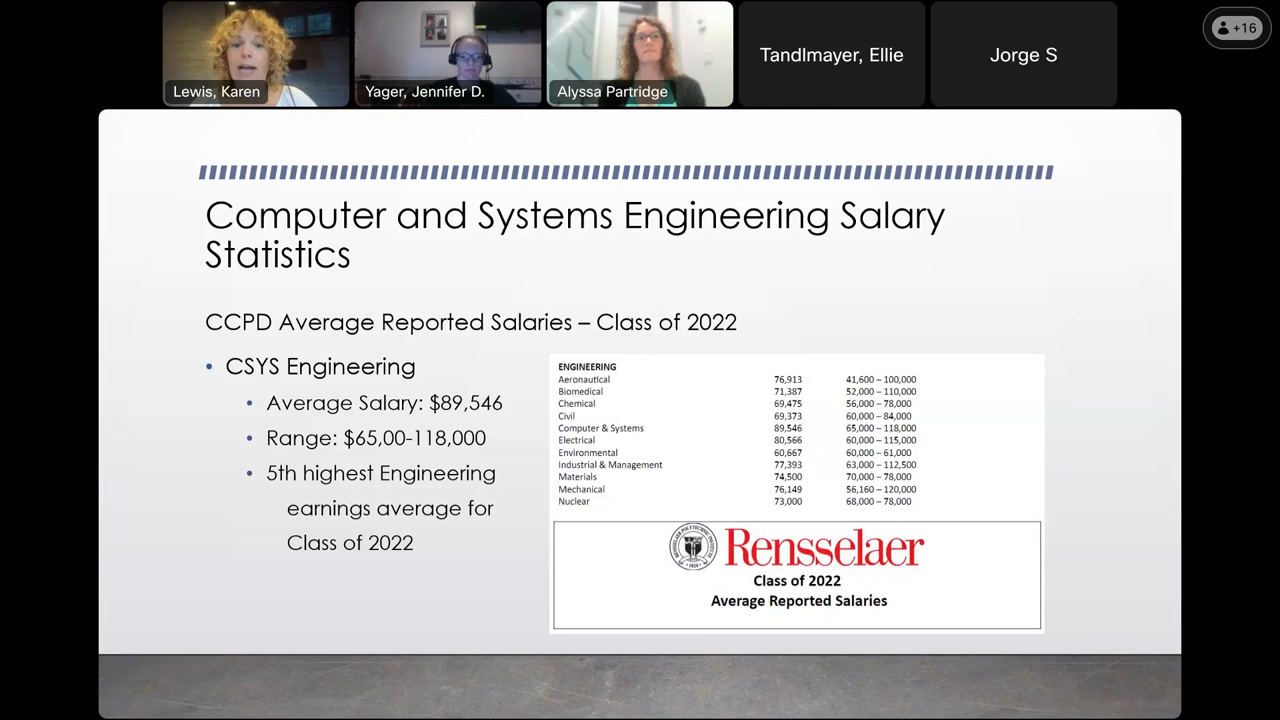 Lewis, Karen
Yager, Jennifer D.
Alyssa Partridge
Tandlmayer, Ellie
Jorge S
+16
Computer and Systems Engineering Salary
Statistics
CCPD Average Reported Salaries – Class of 2022
• CSYS Engineering
• Average Salary: $89,546
• Range: $65,00-118,000
• 5th highest Engineering
earnings average for
Class of 2022
ENGINEERING
Aeronautical 76,913 41,600 – 100,000
Biomedical 71,387 52,000 – 110,000
Chemical 69,475 56,000 – 78,000
Civil 69,373 60,000 – 84,000
Computer & Systems 89,546 65,000 – 118,000
Electrical 80,566 60,000 – 115,000
Environmental 60,667 60,000 – 61,000
Industrial & Management 77,393 63,000 – 112,500
Materials 74,500 70,000 – 78,000
Mechanical 76,149 56,160 – 120,000
Nuclear 73,000 68,000 – 78,000
Rensselaer
Class of 2022
Average Reported Salaries